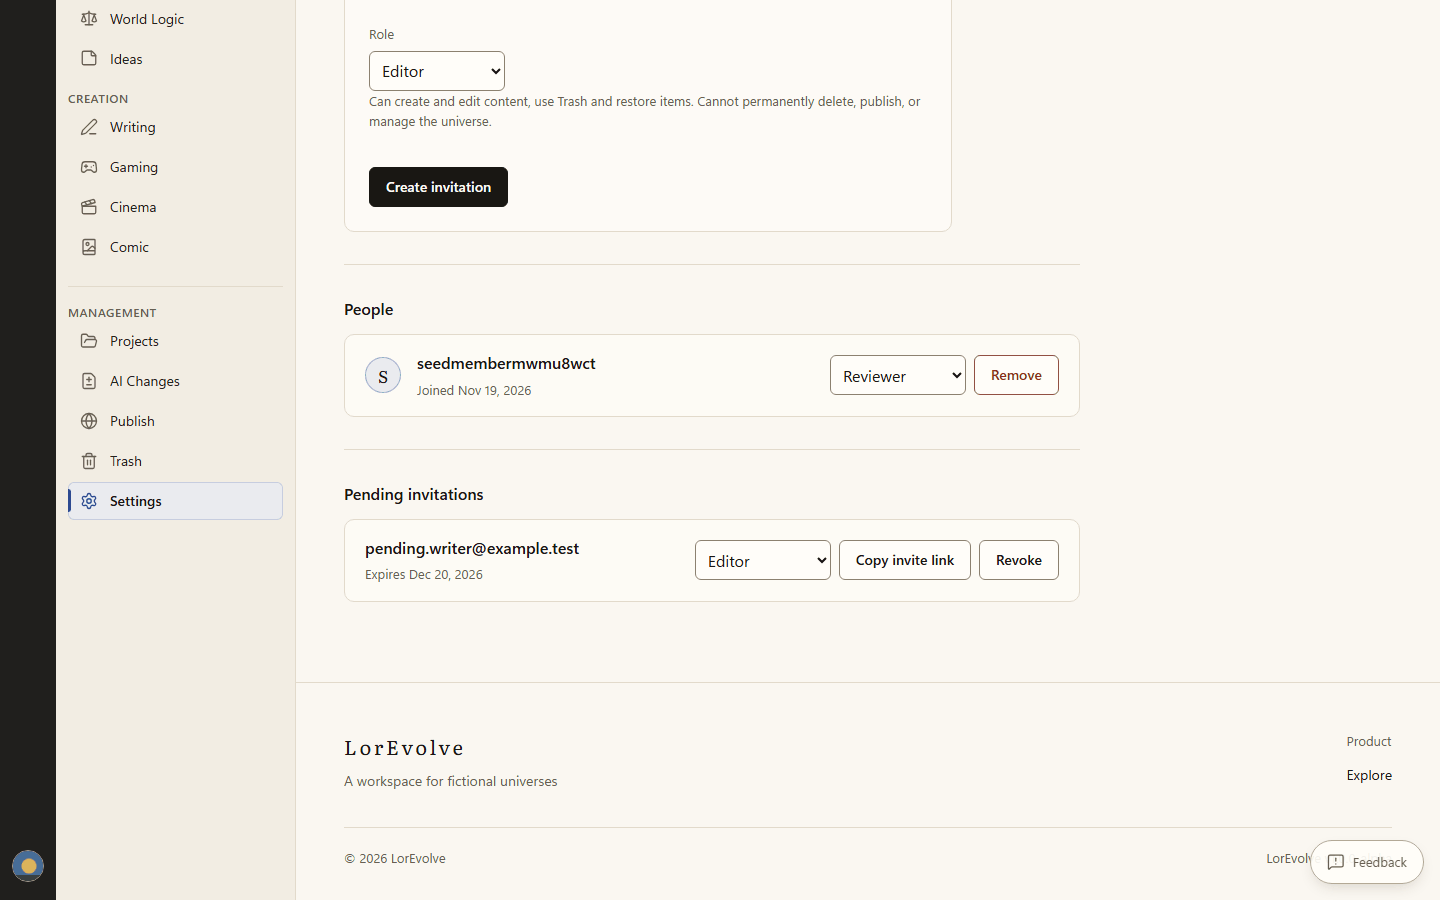 World Logic
Ideas
CREATION
Writing
Gaming
Cinema
Comic
MANAGEMENT
Projects
AI Changes
Publish
Trash
Settings
Role
Editor
Can create and edit content, use Trash and restore items. Cannot permanently delete, publish, or
manage the universe.
Create invitation
People
S
seedmembermwmu8wct
Joined Nov 19, 2026
Reviewer
Remove
Pending invitations
pending.writer@example.test
Expires Dec 20, 2026
Editor
Copy invite link
Revoke
LorEvolve
A workspace for fictional universes
Product
Explore
© 2026 LorEvolve
Feedback